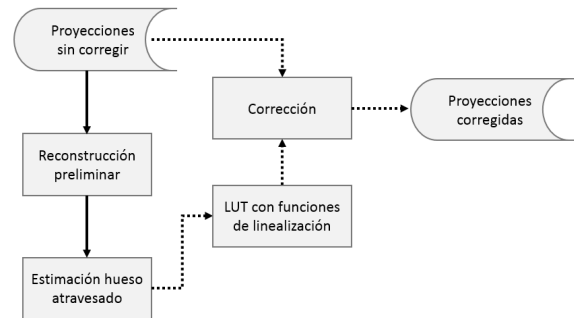 Proyecciones
sin corregir
Corrección
Proyecciones
corregidas
Reconstrucción
preliminar
LUT con funciones
de linealización
Estimación hueso
atravesado